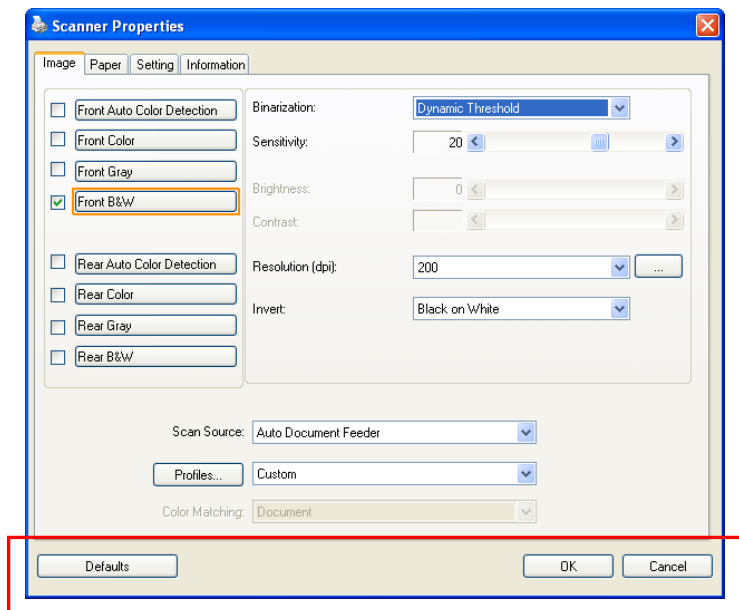 Scanner Properties
Image Paper Setting Information
Front Auto Color Detection
Front Color
Front Gray
Front B&W
Rear Auto Color Detection
Rear Color
Rear Gray
Rear B&W
Binarization: Dynamic Threshold
Sensitivity: 20
Brightness: 0
Contrast:
Resolution (dpi): 200 ...
Invert: Black on White
Scan Source: Auto Document Feeder
Profiles... Custom
Color Matching: Document
Defaults OK Cancel